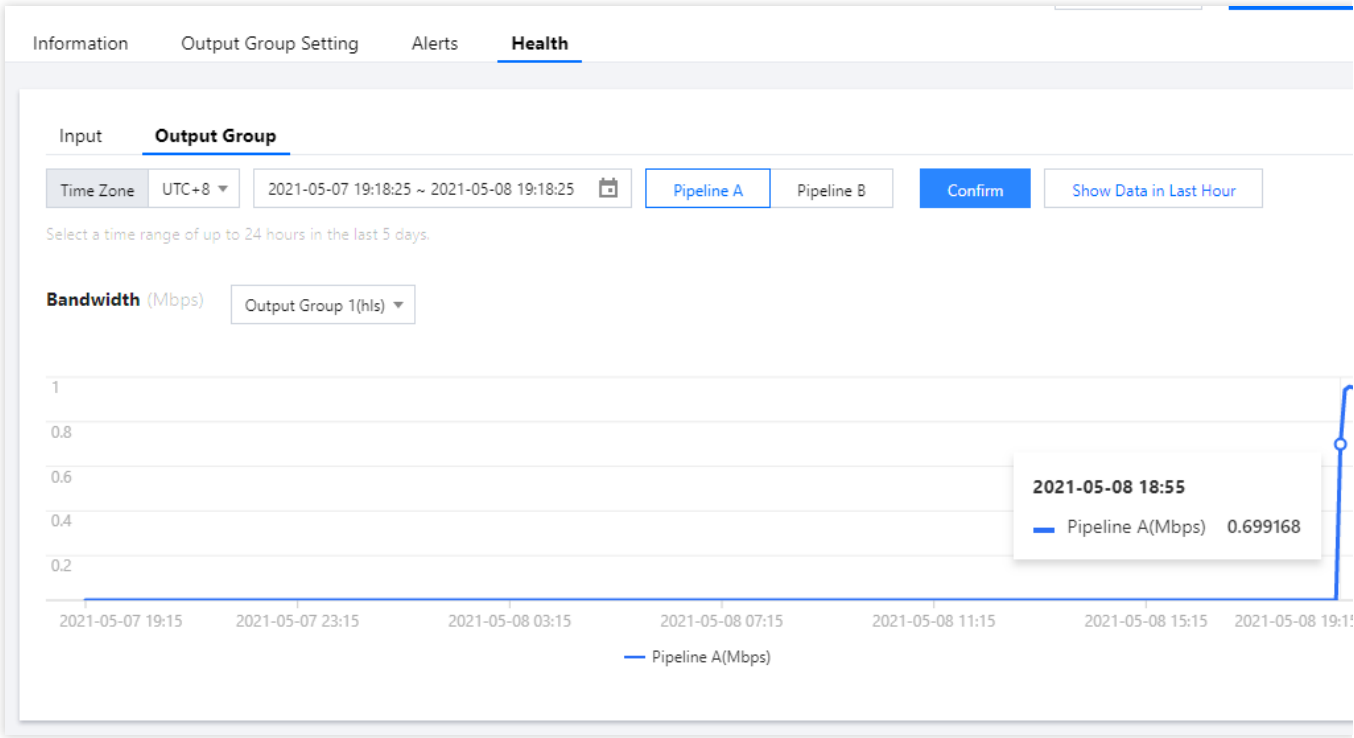 Information Output Group Setting Alerts Health
Input Output Group
Time Zone UTC+8 2021-05-07 19:18:25 ~ 2021-05-08 19:18:25 Pipeline A Pipeline B Confirm Show Data in Last Hour
Select a time range of up to 24 hours in the last 5 days.
Bandwidth (Mbps) Output Group 1(hls)
1
0.8
0.6
0.4
0.2
2021-05-08 18:55
Pipeline A(Mbps) 0.699168
2021-05-07 19:15 2021-05-07 23:15 2021-05-08 03:15 2021-05-08 07:15 2021-05-08 11:15 2021-05-08 15:15 2021-05-08 19:15
Pipeline A(Mbps)